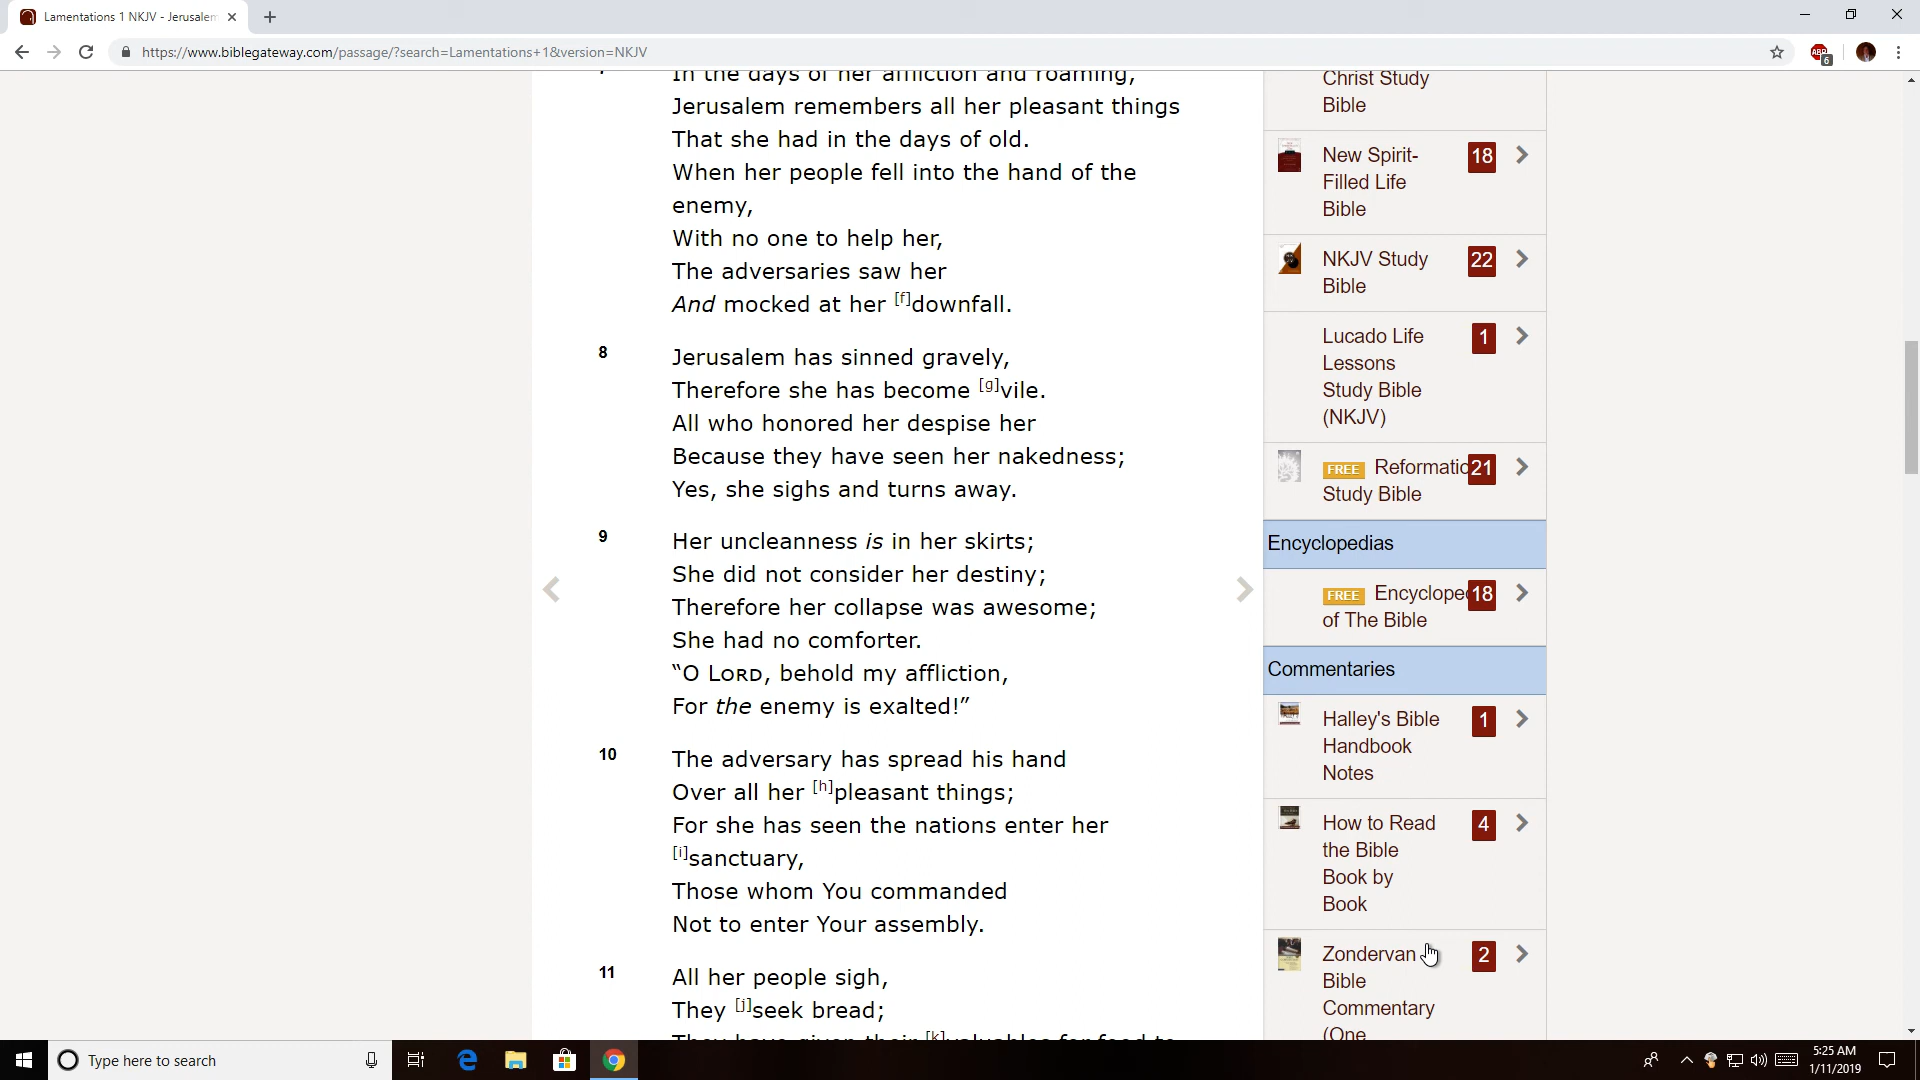 Lamentations 1 NKJV - Jerusalem
https://www.biblegateway.com/passage/?search=Lamentations+1&version=NKJV
ABP
6
In the days of her affliction and roaming,
Jerusalem remembers all her pleasant things
That she had in the days of old.
When her people fell into the hand of the
enemy,
With no one to help her,
The adversaries saw her
And mocked at her [f]downfall.
8 Jerusalem has sinned gravely,
Therefore she has become [g]vile.
All who honored her despise her
Because they have seen her nakedness;
Yes, she sighs and turns away.
9 Her uncleanness is in her skirts;
She did not consider her destiny;
Therefore her collapse was awesome;
She had no comforter.
“O LORD, behold my affliction,
For the enemy is exalted!”
10 The adversary has spread his hand
Over all her [h]pleasant things;
For she has seen the nations enter her
[i]sanctuary,
Those whom You commanded
Not to enter Your assembly.
11 All her people sigh,
They [j]seek bread;
They have given their [k]valuables for food to
Christ Study
Bible
New Spirit- 18
Filled Life
Bible
NKJV Study 22
Bible
Lucado Life 1
Lessons
Study Bible
(NKJV)
FREE Reformatio 21
Study Bible
Encyclopedias
FREE Encyclope 18
of The Bible
Commentaries
Halley's Bible 1
Handbook
Notes
How to Read 4
the Bible
Book by
Book
Zondervan 2
Bible
Commentary
(One
Type here to search
5:25 AM
1/11/2019